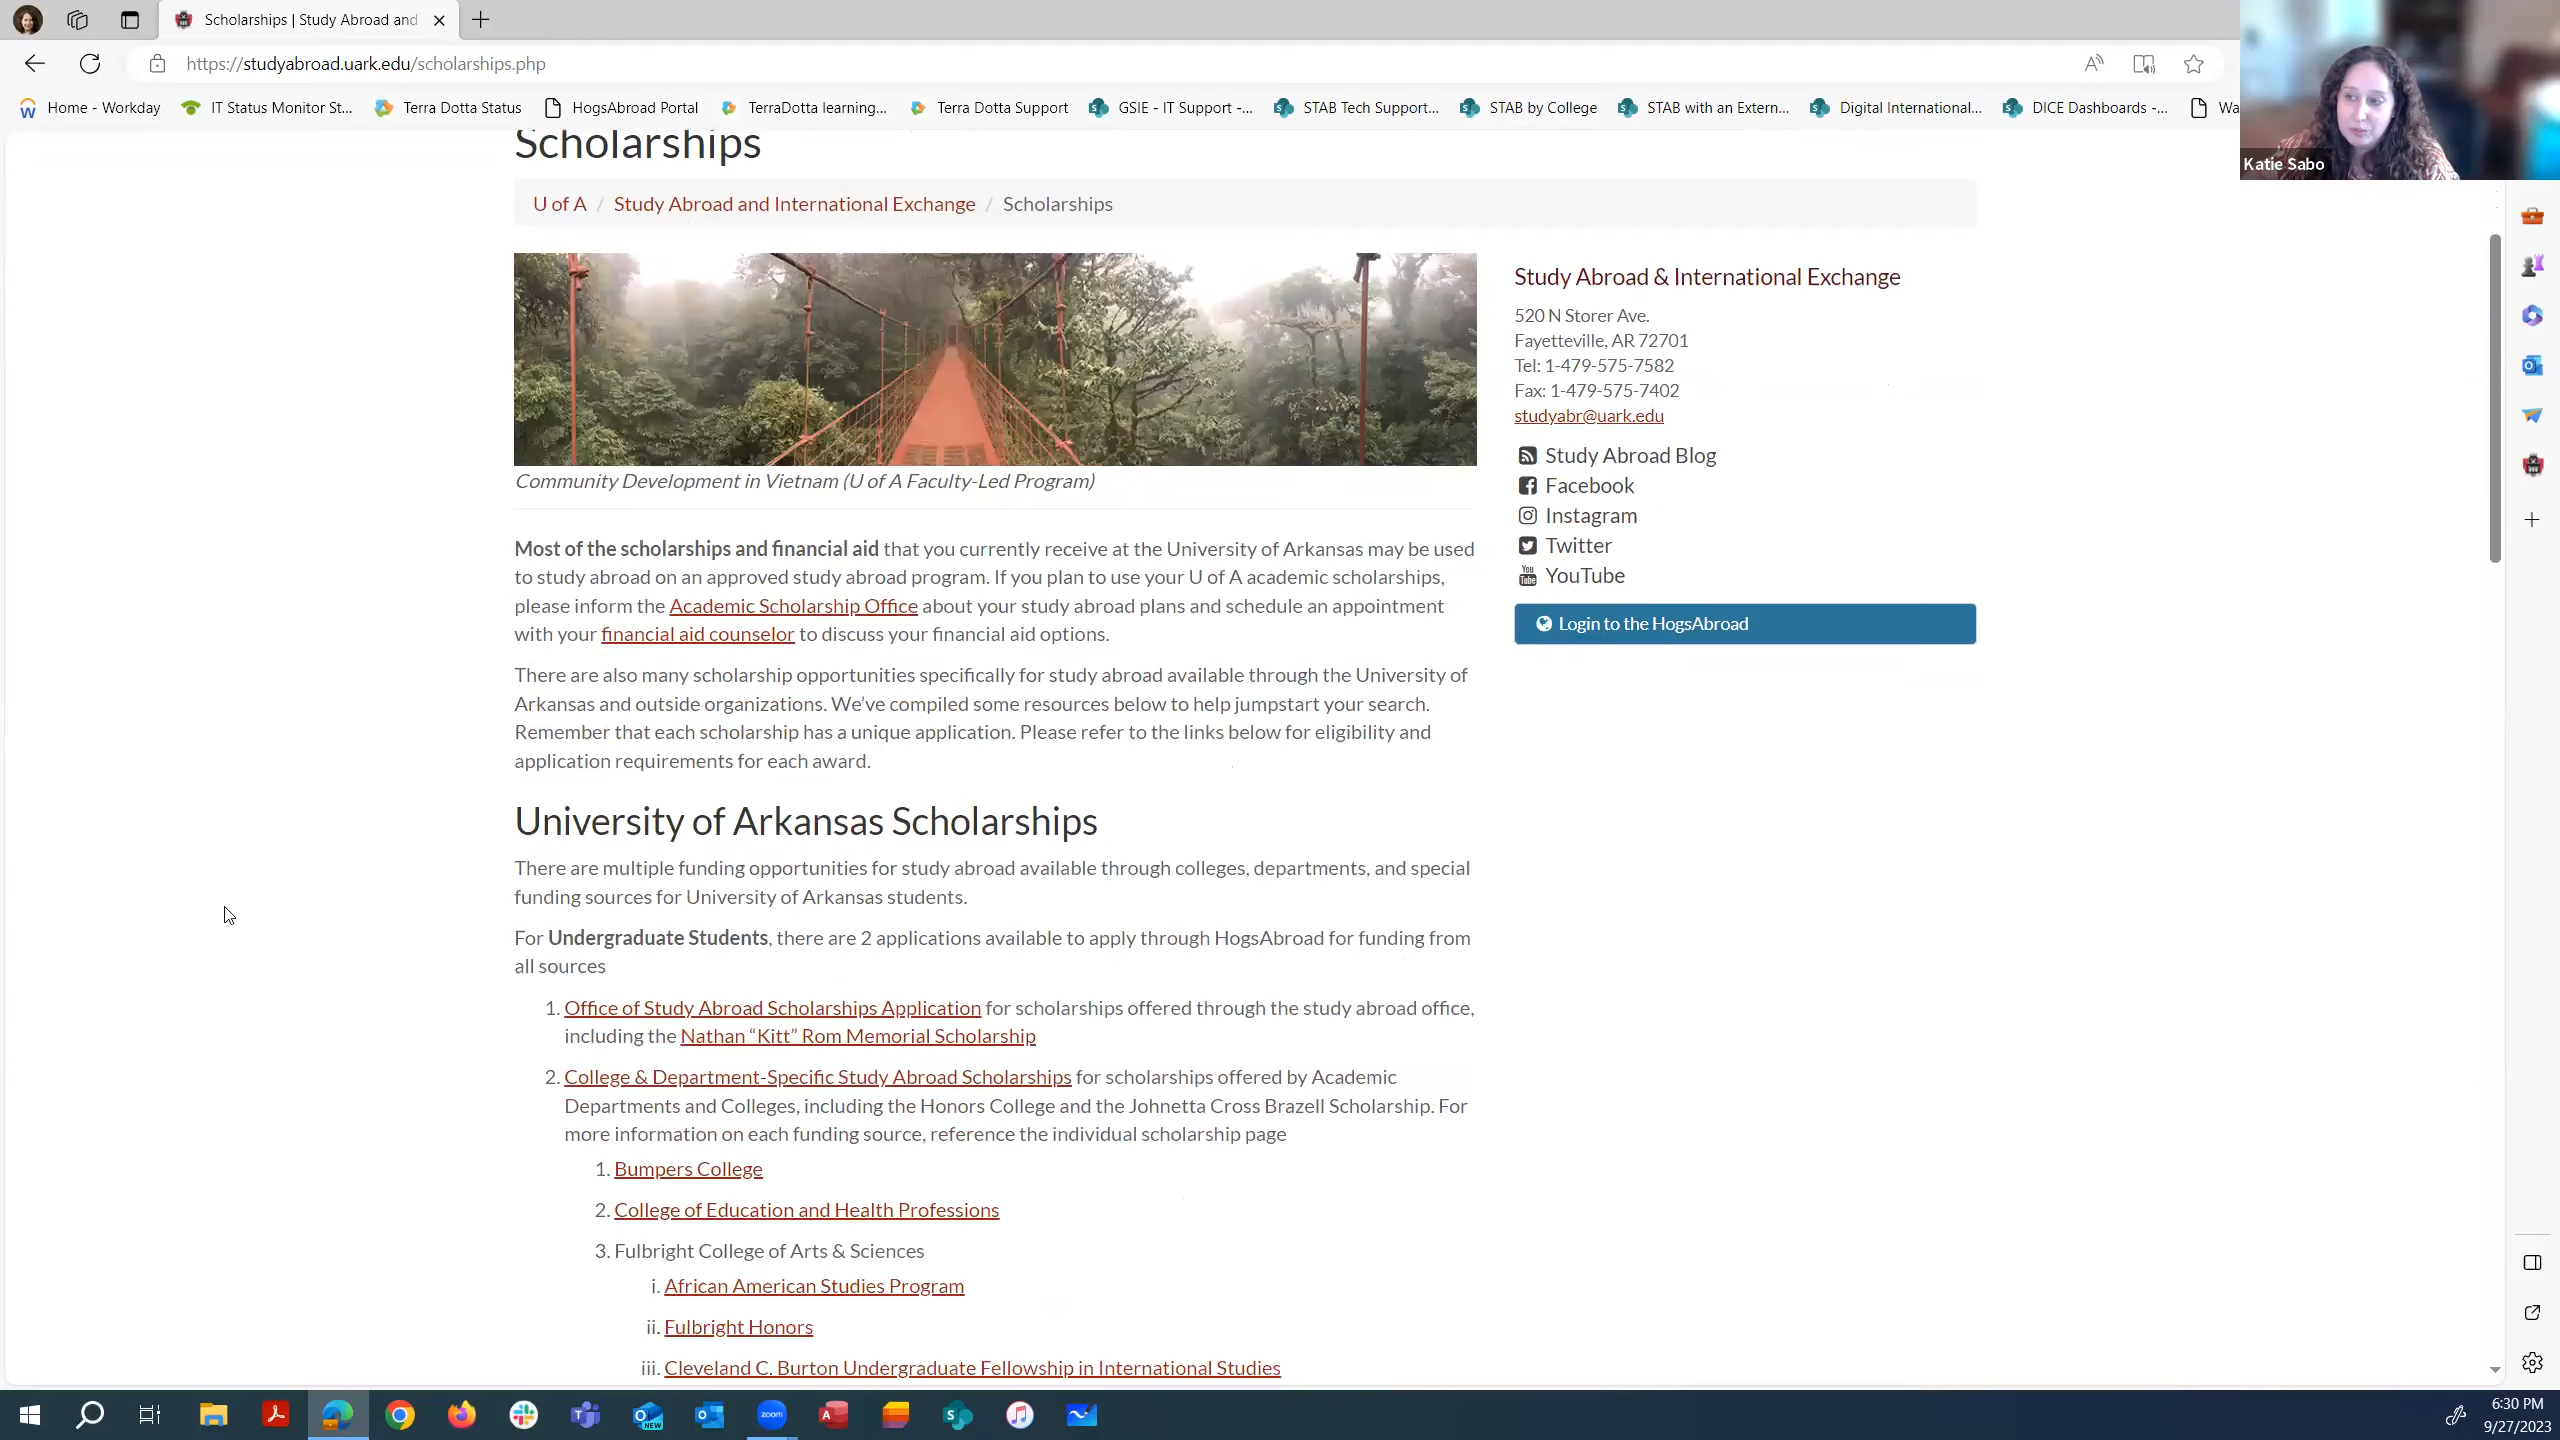 Scholarships | Study Abroad and
https://studyabroad.uark.edu/scholarships.php
Home - Workday
IT Status Monitor St...
Terra Dotta Status
HogsAbroad Portal
TerraDotta learning...
Terra Dotta Support
GSIE - IT Support -...
STAB Tech Support...
STAB by College
STAB with an Extern...
Digital International...
DICE Dashboards -...
Wa
Katie Sabo
Scholarships
U of A / Study Abroad and International Exchange / Scholarships
Community Development in Vietnam (U of A Faculty-Led Program)
Most of the scholarships and financial aid that you currently receive at the University of Arkansas may be used
to study abroad on an approved study abroad program. If you plan to use your U of A academic scholarships,
please inform the Academic Scholarship Office about your study abroad plans and schedule an appointment
with your financial aid counselor to discuss your financial aid options.
There are also many scholarship opportunities specifically for study abroad available through the University of
Arkansas and outside organizations. We’ve compiled some resources below to help jumpstart your search.
Remember that each scholarship has a unique application. Please refer to the links below for eligibility and
application requirements for each award.
University of Arkansas Scholarships
There are multiple funding opportunities for study abroad available through colleges, departments, and special
funding sources for University of Arkansas students.
For Undergraduate Students, there are 2 applications available to apply through HogsAbroad for funding from
all sources
1. Office of Study Abroad Scholarships Application for scholarships offered through the study abroad office,
including the Nathan “Kitt” Rom Memorial Scholarship
2. College & Department-Specific Study Abroad Scholarships for scholarships offered by Academic
Departments and Colleges, including the Honors College and the Johnetta Cross Brazell Scholarship. For
more information on each funding source, reference the individual scholarship page
1. Bumpers College
2. College of Education and Health Professions
3. Fulbright College of Arts & Sciences
i. African American Studies Program
ii. Fulbright Honors
iii. Cleveland C. Burton Undergraduate Fellowship in International Studies
Study Abroad & International Exchange
520 N Storer Ave.
Fayetteville, AR 72701
Tel: 1-479-575-7582
Fax: 1-479-575-7402
studyabr@uark.edu
Study Abroad Blog
Facebook
Instagram
Twitter
YouTube
Login to the HogsAbroad
zoom
NEW
6:30 PM
9/27/2023